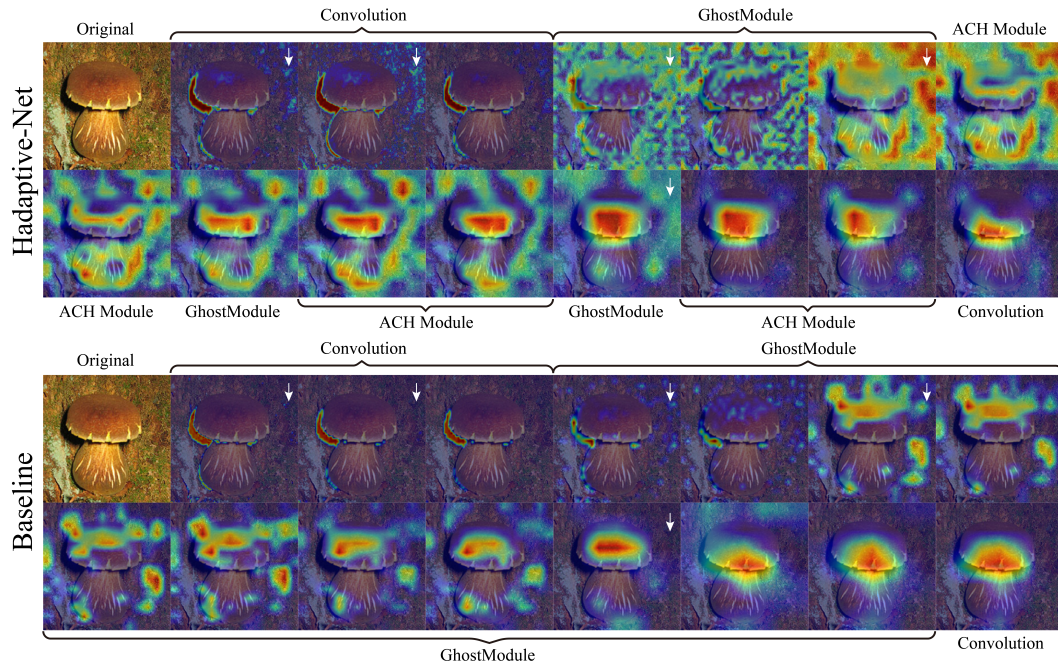 Convolution
GhostModule
Original
ACH Module
Hadaptive-Net
ACH Module
GhostModule
ACH Module
GhostModule
ACH Module
Convolution
Convolution
GhostModule
Original
Baseline
GhostModule
Convolution